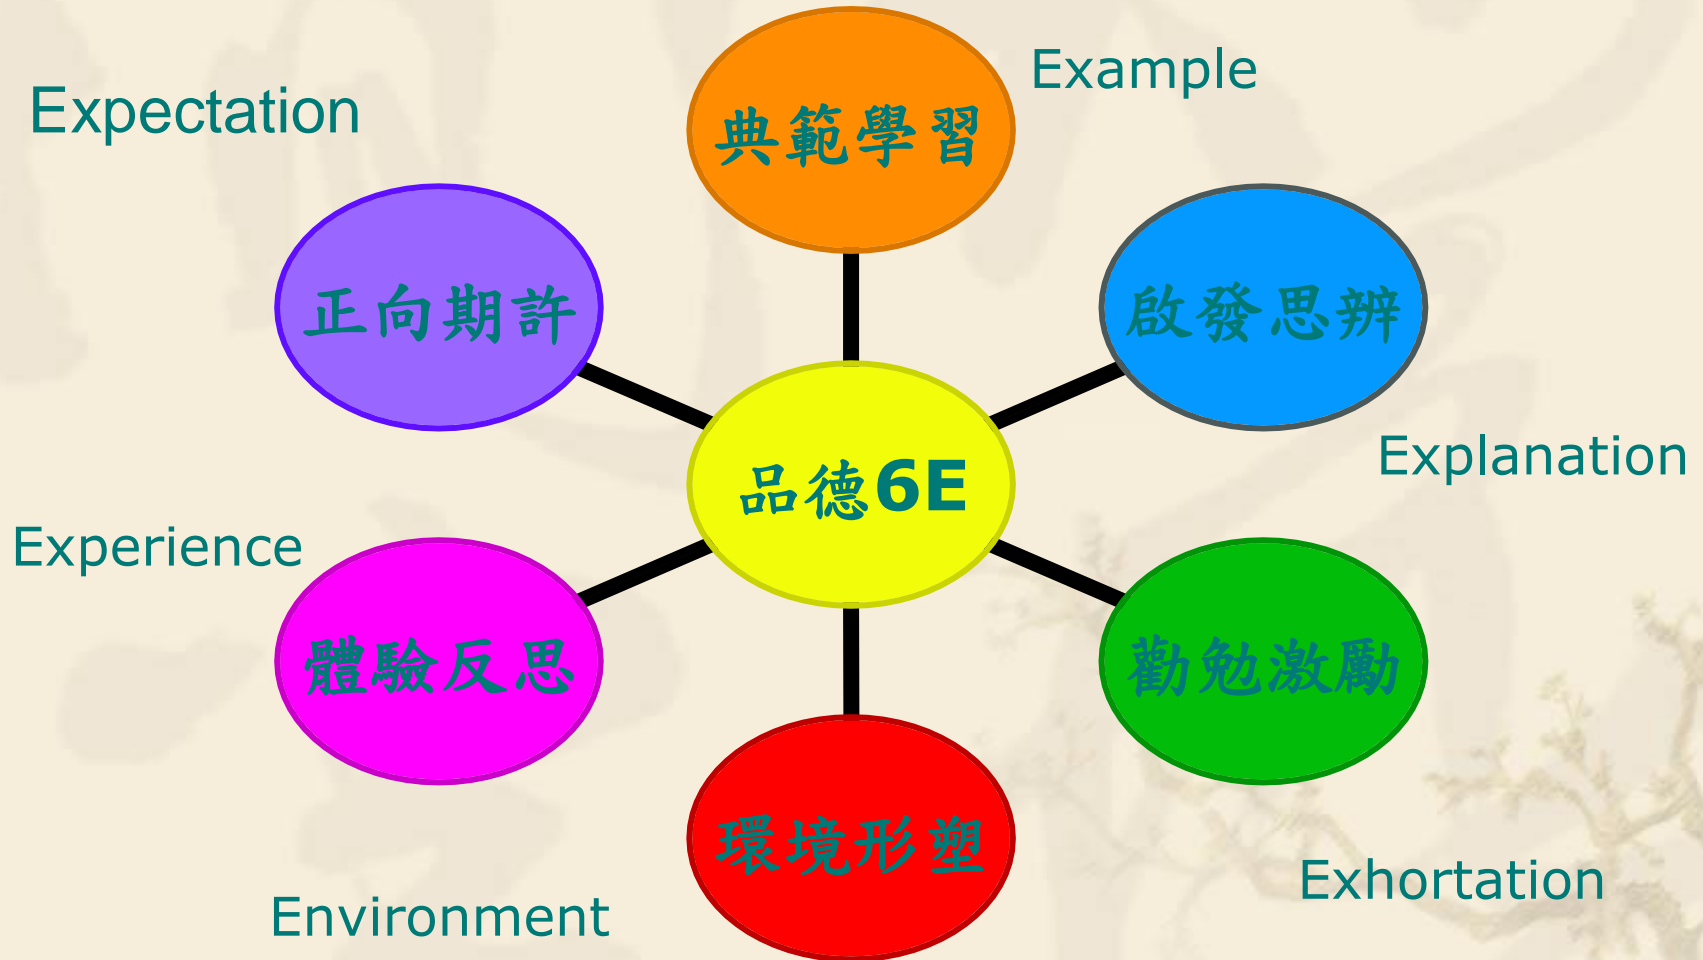 Example
Expectation
典範學習
正向期許
啟發思辨
Explanation
品德6E
Experience
體驗反思
勸勉激勵
環境形塑
Exhortation
Environment